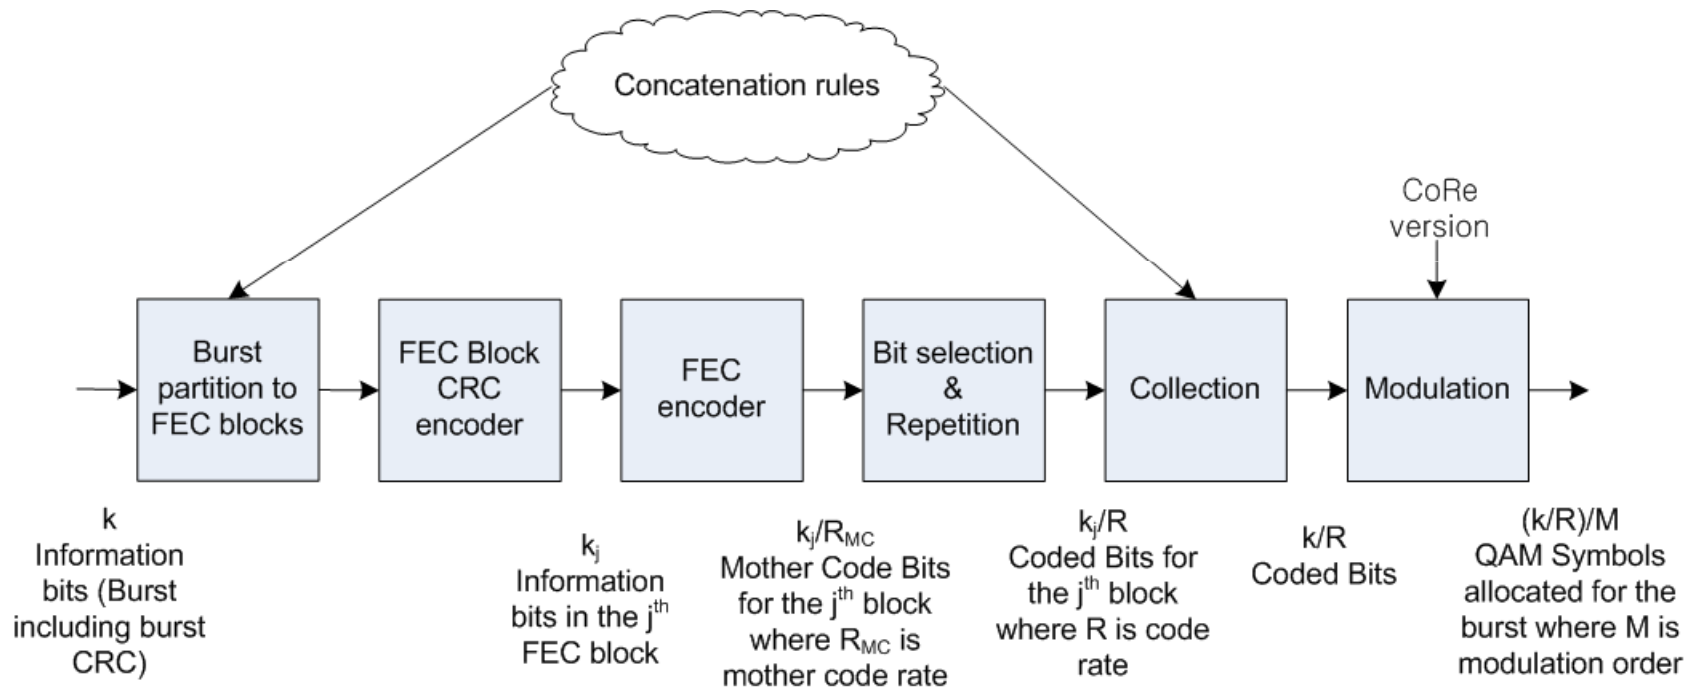 Concatenation rules
CoRe
version
Burst
partition to
FEC blocks
FEC Block
CRC
encoder
FEC
encoder
Bit selection
&
Repetition
Collection
Modulation
k
Information
bits (Burst
including burst
CRC)
kj
Information
bits in the jth
FEC block
kj/RMC
Mother Code Bits
for the jth block
where RMC is
mother code rate
kj/R
Coded Bits for
the jth block
where R is code
rate
k/R
Coded Bits
(k/R)/M
QAM Symbols
allocated for the
burst where M is
modulation order